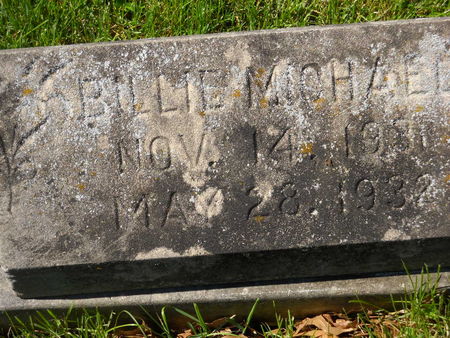 BILLIE MICHAEL
NOV. 14, 1931
MAY 28, 1932